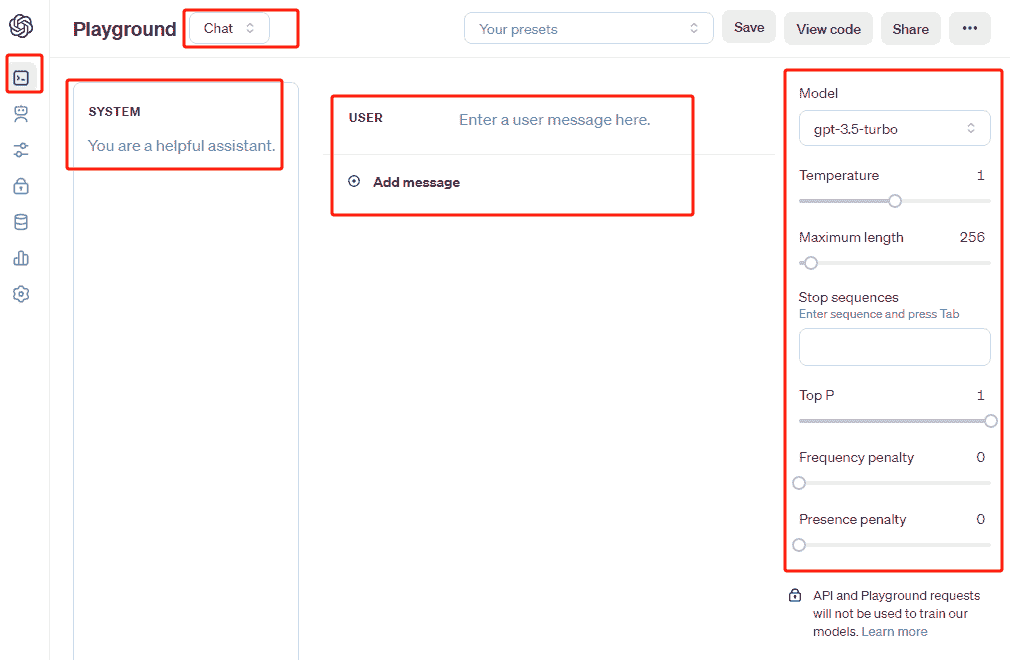 Playground
Chat
Your presets
Save
View code
Share
SYSTEM
You are a helpful assistant.
USER
Enter a user message here.
Add message
Model
gpt-3.5-turbo
Temperature 1
Maximum length 256
Stop sequences
Enter sequence and press Tab
Top P 1
Frequency penalty 0
Presence penalty 0
API and Playground requests
will not be used to train our
models. Learn more